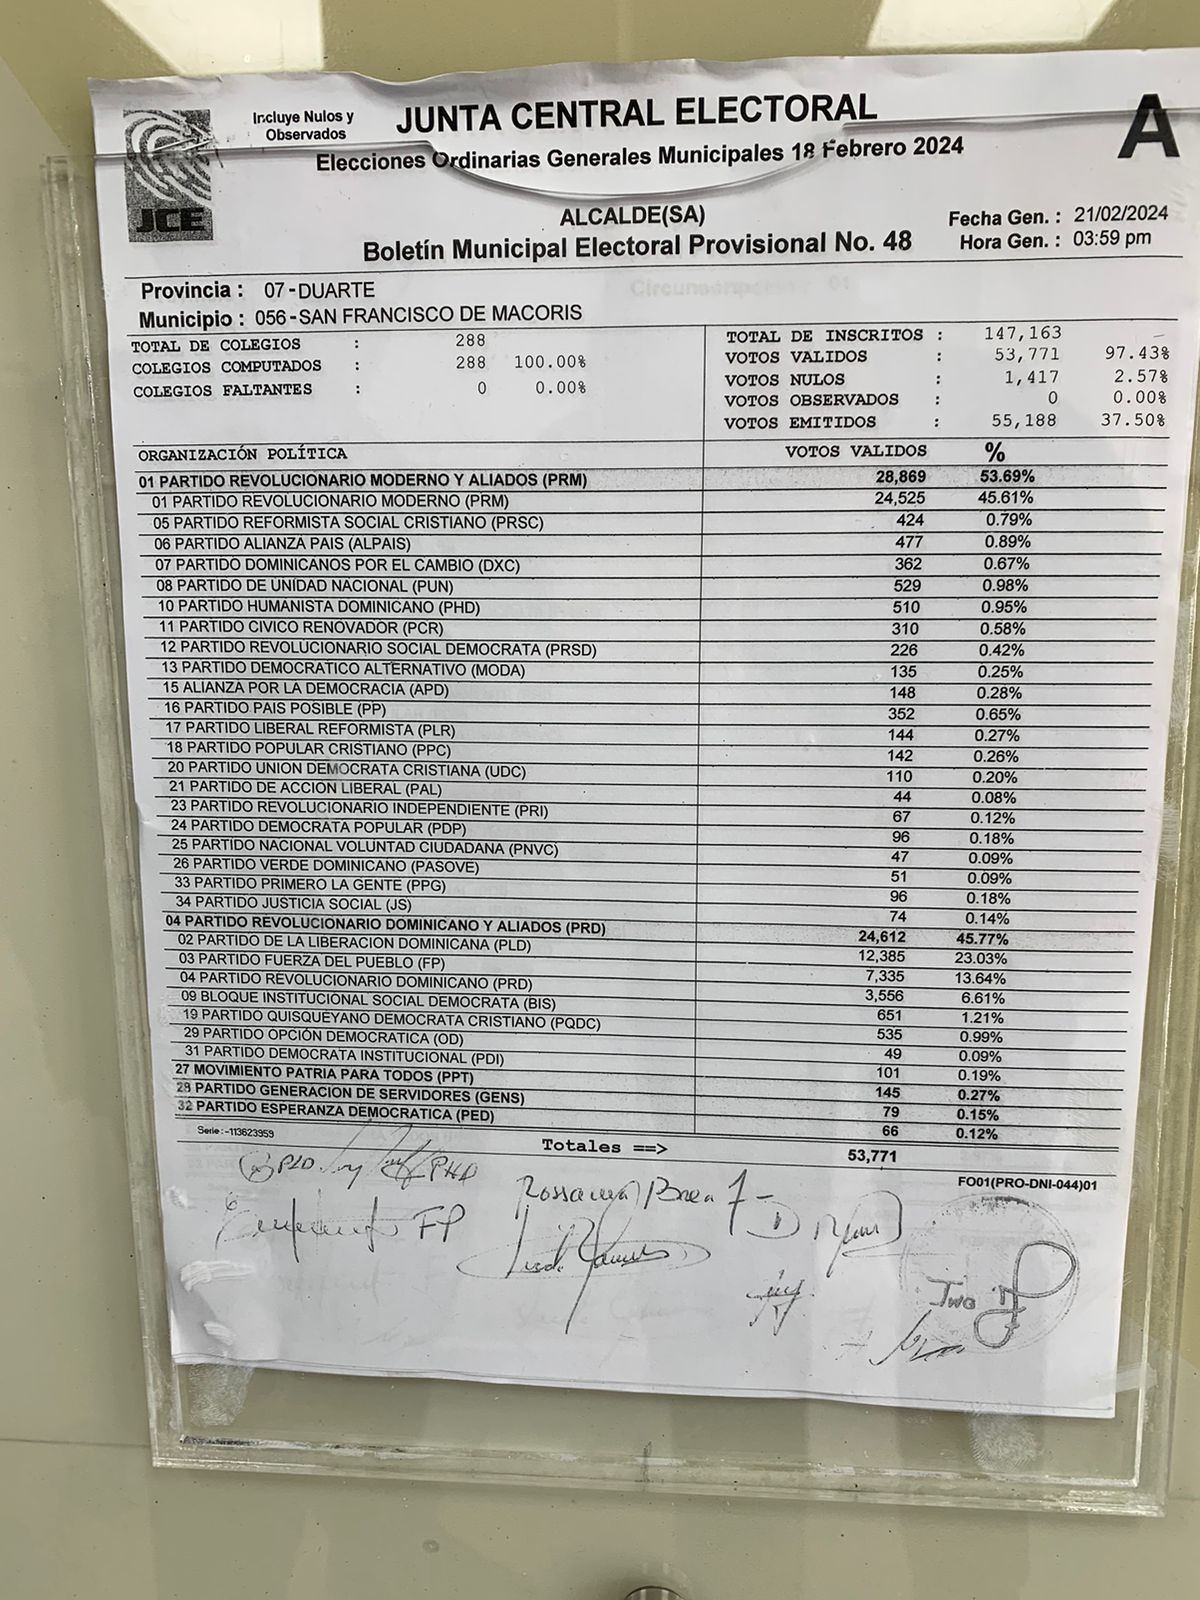 JCE
Incluye Nulos y
Observados
JUNTA CENTRAL ELECTORAL
A
Elecciones Ordinarias Generales Municipales 18 Febrero 2024
ALCALDE(SA)
Boletín Municipal Electoral Provisional No. 48
Fecha Gen. : 21/02/2024
Hora Gen. : 03:59 pm
Provincia : 07 - DUARTE
Municipio : 056 - SAN FRANCISCO DE MACORIS
TOTAL DE COLEGIOS : 288
COLEGIOS COMPUTADOS : 288 100.00%
COLEGIOS FALTANTES : 0 0.00%
TOTAL DE INSCRITOS : 147,163
VOTOS VALIDOS : 53,771 97.43%
VOTOS NULOS : 1,417 2.57%
VOTOS OBSERVADOS : 0 0.00%
VOTOS EMITIDOS : 55,188 37.50%
ORGANIZACIÓN POLÍTICA VOTOS VALIDOS %
01 PARTIDO REVOLUCIONARIO MODERNO Y ALIADOS (PRM) 28,869 53.69%
01 PARTIDO REVOLUCIONARIO MODERNO (PRM) 24,525 45.61%
05 PARTIDO REFORMISTA SOCIAL CRISTIANO (PRSC) 424 0.79%
06 PARTIDO ALIANZA PAIS (ALPAIS) 477 0.89%
07 PARTIDO DOMINICANOS POR EL CAMBIO (DXC) 362 0.67%
08 PARTIDO DE UNIDAD NACIONAL (PUN) 529 0.98%
10 PARTIDO HUMANISTA DOMINICANO (PHD) 510 0.95%
11 PARTIDO CIVICO RENOVADOR (PCR) 310 0.58%
12 PARTIDO REVOLUCIONARIO SOCIAL DEMOCRATA (PRSD) 226 0.42%
13 PARTIDO DEMOCRATICO ALTERNATIVO (MODA) 135 0.25%
15 ALIANZA POR LA DEMOCRACIA (APD) 148 0.28%
16 PARTIDO PAIS POSIBLE (PP) 352 0.65%
17 PARTIDO LIBERAL REFORMISTA (PLR) 144 0.27%
18 PARTIDO POPULAR CRISTIANO (PPC) 142 0.26%
20 PARTIDO UNION DEMOCRATA CRISTIANA (UDC) 110 0.20%
21 PARTIDO DE ACCION LIBERAL (PAL) 44 0.08%
23 PARTIDO REVOLUCIONARIO INDEPENDIENTE (PRI) 67 0.12%
24 PARTIDO DEMOCRATA POPULAR (PDP) 96 0.18%
25 PARTIDO NACIONAL VOLUNTAD CIUDADANA (PNVC) 47 0.09%
26 PARTIDO VERDE DOMINICANO (PASOVE) 51 0.09%
33 PARTIDO PRIMERO LA GENTE (PPG) 96 0.18%
34 PARTIDO JUSTICIA SOCIAL (JS) 74 0.14%
04 PARTIDO REVOLUCIONARIO DOMINICANO Y ALIADOS (PRD) 24,612 45.77%
02 PARTIDO DE LA LIBERACION DOMINICANA (PLD) 12,385 23.03%
03 PARTIDO FUERZA DEL PUEBLO (FP) 7,335 13.64%
04 PARTIDO REVOLUCIONARIO DOMINICANO (PRD) 3,556 6.61%
09 BLOQUE INSTITUCIONAL SOCIAL DEMOCRATA (BIS) 651 1.21%
19 PARTIDO QUISQUEYANO DEMOCRATA CRISTIANO (PQDC) 535 0.99%
29 PARTIDO OPCIÓN DEMOCRATICA (OD) 49 0.09%
31 PARTIDO DEMOCRATA INSTITUCIONAL (PDI) 101 0.19%
27 MOVIMIENTO PATRIA PARA TODOS (PPT) 145 0.27%
28 PARTIDO GENERACION DE SERVIDORES (GENS) 79 0.15%
32 PARTIDO ESPERANZA DEMOCRATICA (PED) 66 0.12%
Serie:-113623959
Totales ==> 53,771
FO01(PRO-DNI-044)01
PLD
PHD
FP